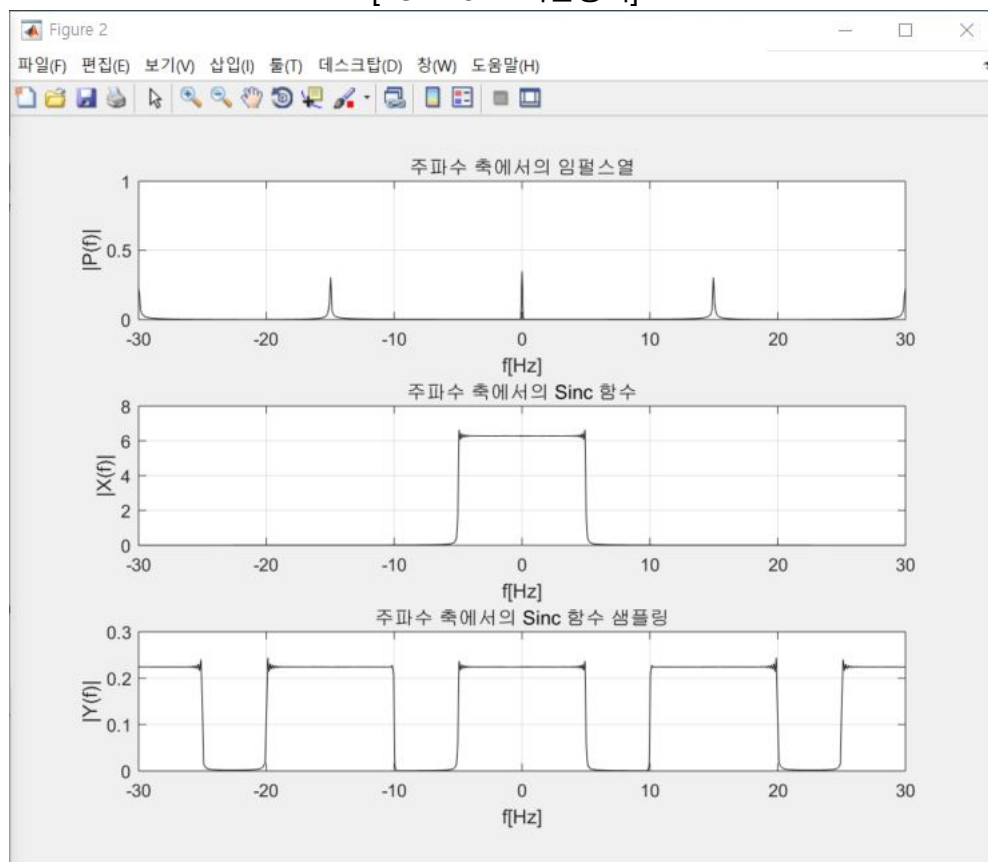 Figure 2
파일(F) 편집(E) 보기(V) 삽입(I) 툴(T) 데스크탑(D) 창(W) 도움말(H)
주파수 축에서의 임펄스열
|P(f)|
1
0.5
0
-30 -20 -10 0 10 20 30
f[Hz]
주파수 축에서의 Sinc 함수
|X(f)|
8
6
4
2
0
-30 -20 -10 0 10 20 30
f[Hz]
주파수 축에서의 Sinc 함수 샘플링
|Y(f)|
0.3
0.2
0.1
0
-30 -20 -10 0 10 20 30
f[Hz]